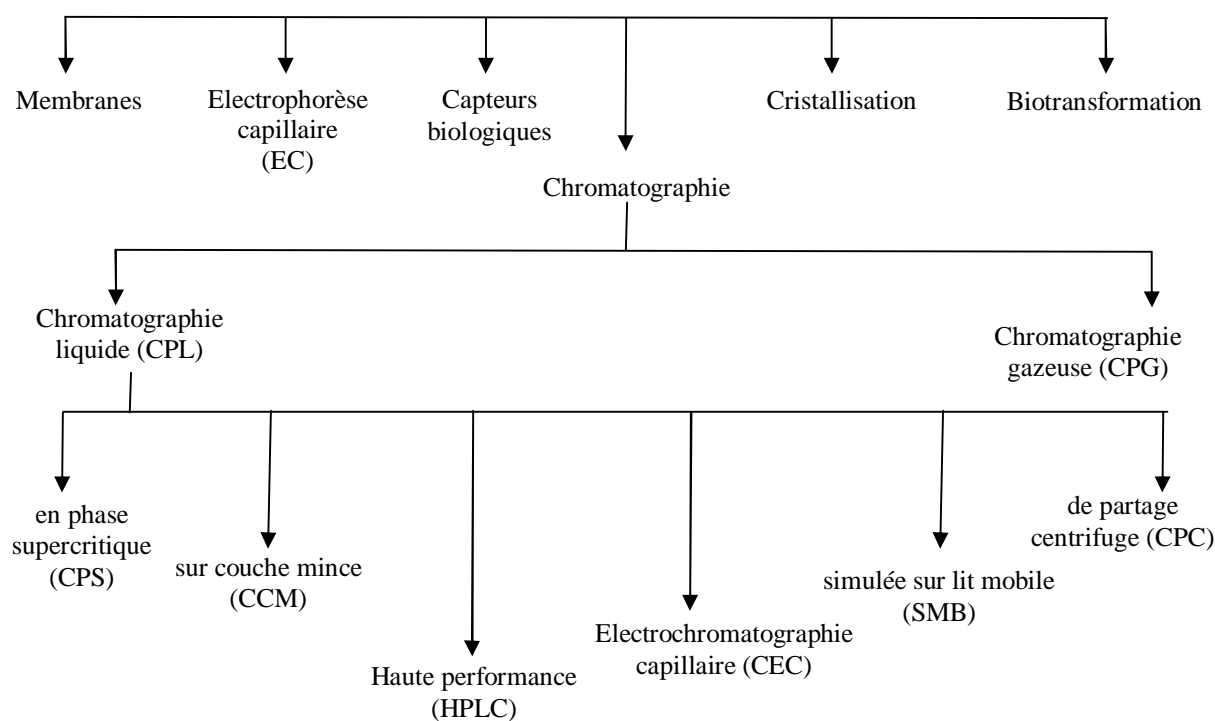 Membranes
Electrophorèse
capillaire
(EC)
Capteurs
biologiques
Cristallisation
Biotransformation
Chromatographie
Chromatographie
liquide (CPL)
Chromatographie
gazeuse (CPG)
en phase
supercritique
(CPS)
sur couche mince
(CCM)
Haute performance
(HPLC)
Electrochromatographie
capillaire (CEC)
simulée sur lit mobile
(SMB)
de partage
centrifuge (CPC)